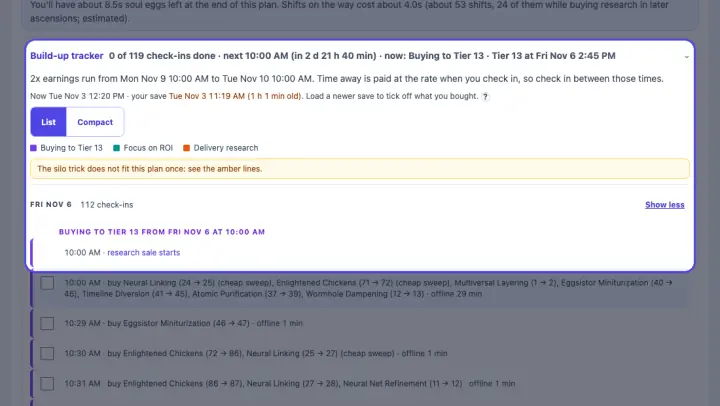 You'll have about 8.5s soul eggs left at the end of this plan. Shifts on the way cost about 4.0s (about 53 shifts, 24 of them while buying research in later
ascensions; estimated).
Build-up tracker 0 of 119 check-ins done · next 10:00 AM (in 2 d 21 h 40 min) · now: Buying to Tier 13 · Tier 13 at Fri Nov 6 2:45 PM
2x earnings run from Mon Nov 9 10:00 AM to Tue Nov 10 10:00 AM. Time away is paid at the rate when you check in, so check in between those times.
Now Tue Nov 3 12:20 PM · your save Tue Nov 3 11:19 AM (1 h 1 min old). Load a newer save to tick off what you bought. ?
List Compact
Buying to Tier 13 Focus on ROI Delivery research
The silo trick does not fit this plan once: see the amber lines.
FRI NOV 6 112 check-ins Show less
BUYING TO TIER 13 FROM FRI NOV 6 AT 10:00 AM
10:00 AM · research sale starts
10:00 AM · buy Neural Linking (24 → 25) (cheap sweep), Enlightened Chickens (71 → 72) (cheap sweep), Multiversal Layering (1 → 2), Eggsistor Miniturization (40 →
46), Timeline Diversion (41 → 45), Atomic Purification (37 → 39), Wormhole Dampening (12 → 13) · offline 29 min
10:29 AM · buy Eggsistor Miniturization (46 → 47) · offline 1 min
10:30 AM · buy Enlightened Chickens (72 → 86), Neural Linking (25 → 27) (cheap sweep) · offline 1 min
10:31 AM · buy Enlightened Chickens (86 → 87), Neural Linking (27 → 28), Neural Net Refinement (11 → 12) · offline 1 min